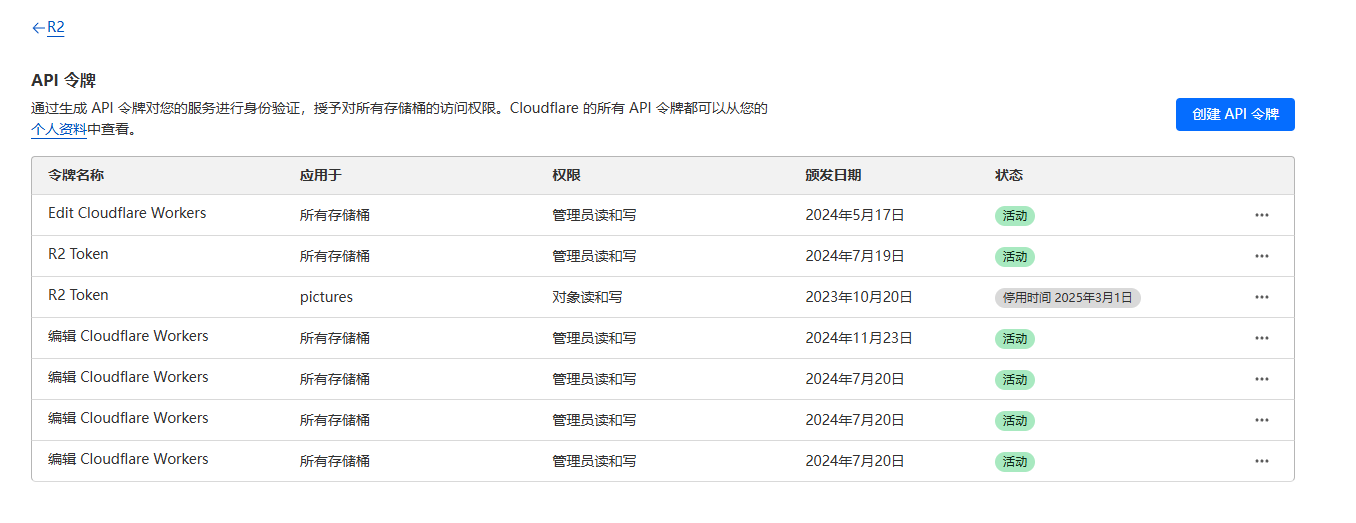 ←R2
API 令牌
通过生成 API 令牌对您的服务进行身份验证，授予对所有存储桶的访问权限。Cloudflare 的所有 API 令牌都可以从您的
个人资料中查看。
创建 API 令牌
令牌名称 应用于 权限 颁发日期 状态
Edit Cloudflare Workers 所有存储桶 管理员读和写 2024年5月17日 活动 ···
R2 Token 所有存储桶 管理员读和写 2024年7月19日 活动 ···
R2 Token pictures 对象读和写 2023年10月20日 停用时间 2025年3月1日 ···
编辑 Cloudflare Workers 所有存储桶 管理员读和写 2024年11月23日 活动 ···
编辑 Cloudflare Workers 所有存储桶 管理员读和写 2024年7月20日 活动 ···
编辑 Cloudflare Workers 所有存储桶 管理员读和写 2024年7月20日 活动 ···
编辑 Cloudflare Workers 所有存储桶 管理员读和写 2024年7月20日 活动 ···